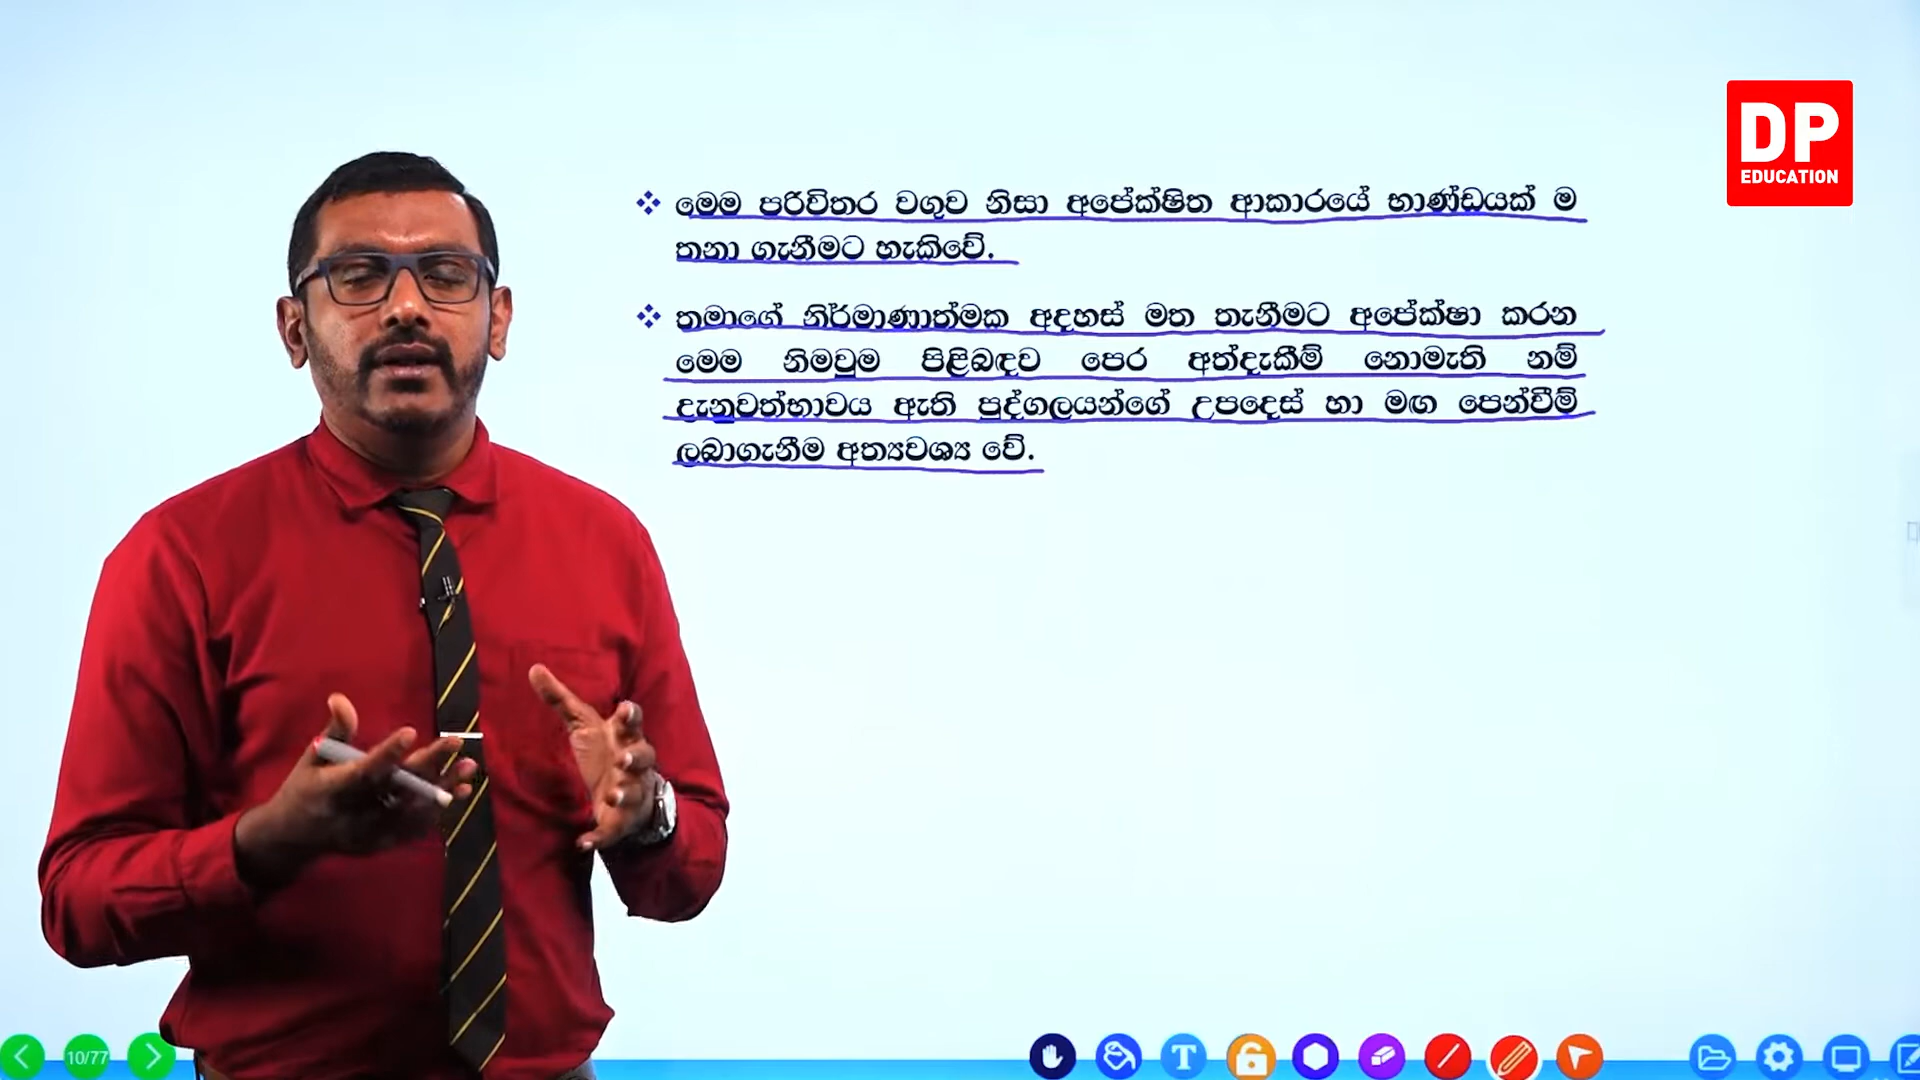 DP
EDUCATION
❖ මෙම පරිවිතර වගුව නිසා අපේක්ෂිත ආකාරයේ භාණ්ඩයක් ම
තනා ගැනීමට හැකිවේ.
❖ තමාගේ නිර්මාණාත්මක අදහස් මත තැනීමට අපේක්ෂා කරන
මෙම නිමවුම පිළිබඳව පෙර අත්දැකීම් නොමැති නම්
දැනුවත්භාවය ඇති පුද්ගලයන්ගේ උපදෙස් හා මඟ පෙන්වීම්
ලබාගැනීම අත්‍යවශ්‍ය වේ.
10/77